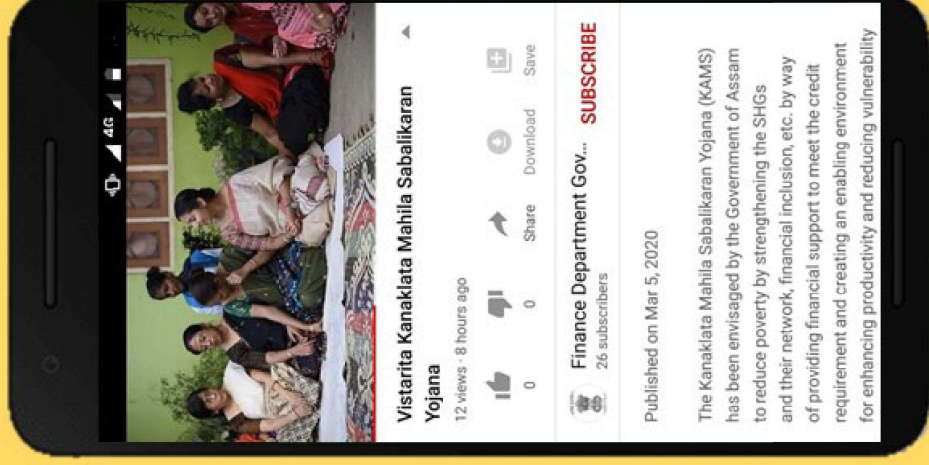 4G
Vistarita Kanaklata Mahila Sabalikaran
Yojana
12 views · 8 hours ago
0
0
Share
Download
Save
Finance Department Gov...
SUBSCRIBE
26 subscribers
Published on Mar 5, 2020
The Kanaklata Mahila Sabalikaran Yojana (KAMS)
has been envisaged by the Government of Assam
to reduce poverty by strengthening the SHGs
and their network, financial inclusion, etc. by way
of providing financial support to meet the credit
requirement and creating an enabling environment
for enhancing productivity and reducing vulnerability